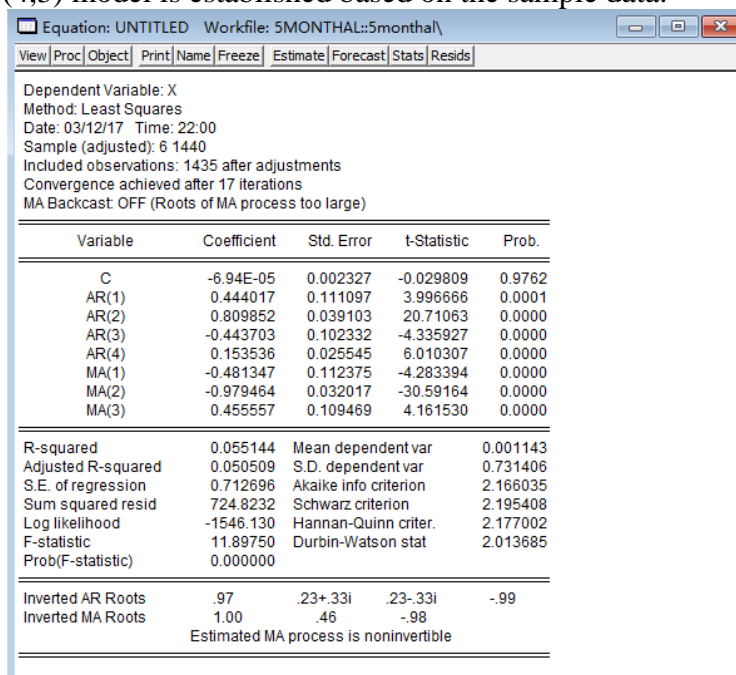 (4,3) model is established based on the sample data.
Equation: UNTITLED Workfile: 5MONTHAL::5monthal\
View Proc Object Print Name Freeze Estimate Forecast Stats Resids
Dependent Variable: X
Method: Least Squares
Date: 03/12/17 Time: 22:00
Sample (adjusted): 6 1440
Included observations: 1435 after adjustments
Convergence achieved after 17 iterations
MA Backcast: OFF (Roots of MA process too large)
Variable Coefficient Std. Error t-Statistic Prob.
C -6.94E-05 0.002327 -0.029809 0.9762
AR(1) 0.444017 0.111097 3.996666 0.0001
AR(2) 0.809852 0.039103 20.71063 0.0000
AR(3) -0.443703 0.102332 -4.335927 0.0000
AR(4) 0.153536 0.025545 6.010307 0.0000
MA(1) -0.481347 0.112375 -4.283394 0.0000
MA(2) -0.979464 0.032017 -30.59164 0.0000
MA(3) 0.455557 0.109469 4.161530 0.0000
R-squared 0.055144 Mean dependent var 0.001143
Adjusted R-squared 0.050509 S.D. dependent var 0.731406
S.E. of regression 0.712696 Akaike info criterion 2.166035
Sum squared resid 724.8232 Schwarz criterion 2.195408
Log likelihood -1546.130 Hannan-Quinn criter. 2.177002
F-statistic 11.89750 Durbin-Watson stat 2.013685
Prob(F-statistic) 0.000000
Inverted AR Roots .97 .23+.33i .23-.33i -.99
Inverted MA Roots 1.00 .46 -.98
Estimated MA process is noninvertible